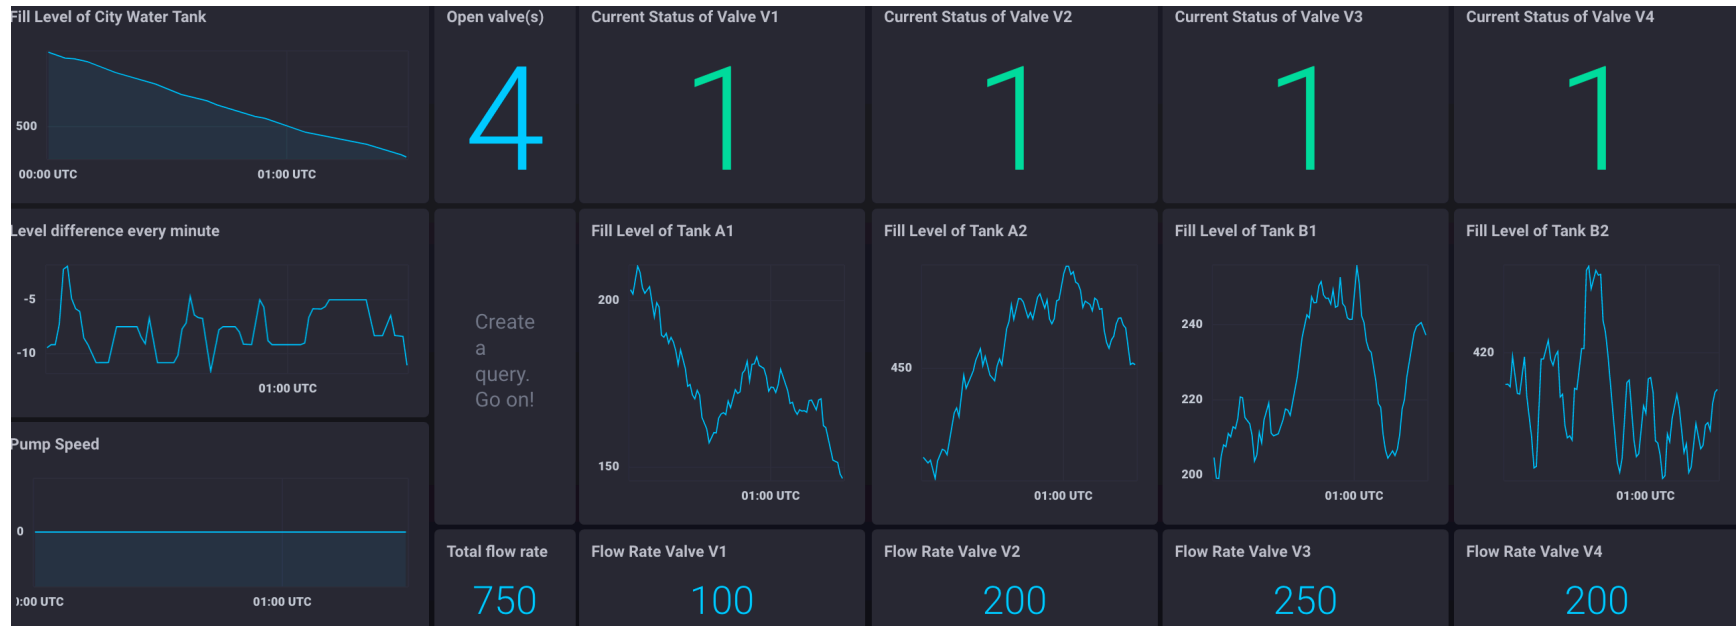 Fill Level of City Water Tank
500
00:00 UTC
01:00 UTC
Open valve(s)
4
Current Status of Valve V1
1
Current Status of Valve V2
1
Current Status of Valve V3
1
Current Status of Valve V4
1
Level difference every minute
-5
-10
01:00 UTC
Create
a
query.
Go on!
Fill Level of Tank A1
200
150
01:00 UTC
Fill Level of Tank A2
450
01:00 UTC
Fill Level of Tank B1
240
220
200
01:00 UTC
Fill Level of Tank B2
420
01:00 UTC
Pump Speed
0
:00 UTC
01:00 UTC
Total flow rate
750
Flow Rate Valve V1
100
Flow Rate Valve V2
200
Flow Rate Valve V3
250
Flow Rate Valve V4
200